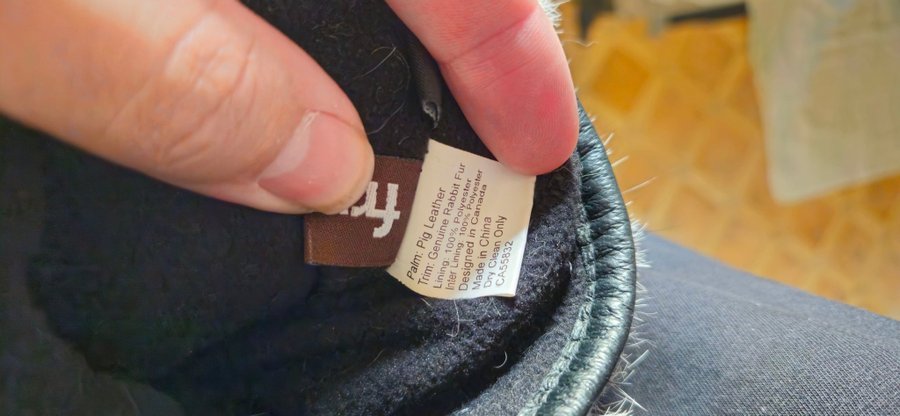 Palm: Pig Leather
Trim: Genuine Rabbit Fur
Lining: 100% Polyester
Inter Lining: 100% Polyester
Designed in Canada
Made in China
Dry Clean Only
CA55832